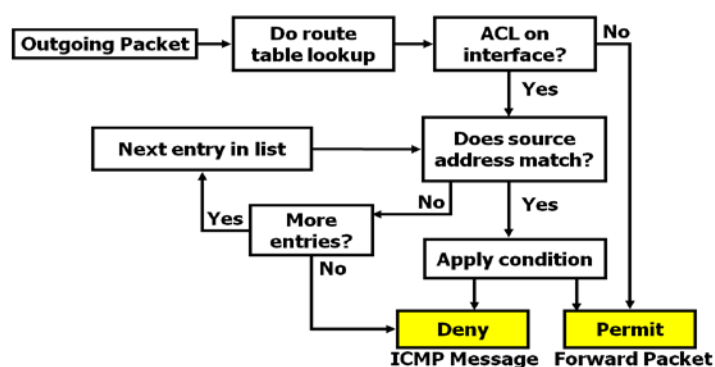 Outgoing Packet
Do route
table lookup
ACL on
interface?
No
Yes
Next entry in list
Does source
address match?
No
Yes
Yes
More
entries?
No
Apply condition
Deny
ICMP Message
Permit
Forward Packet